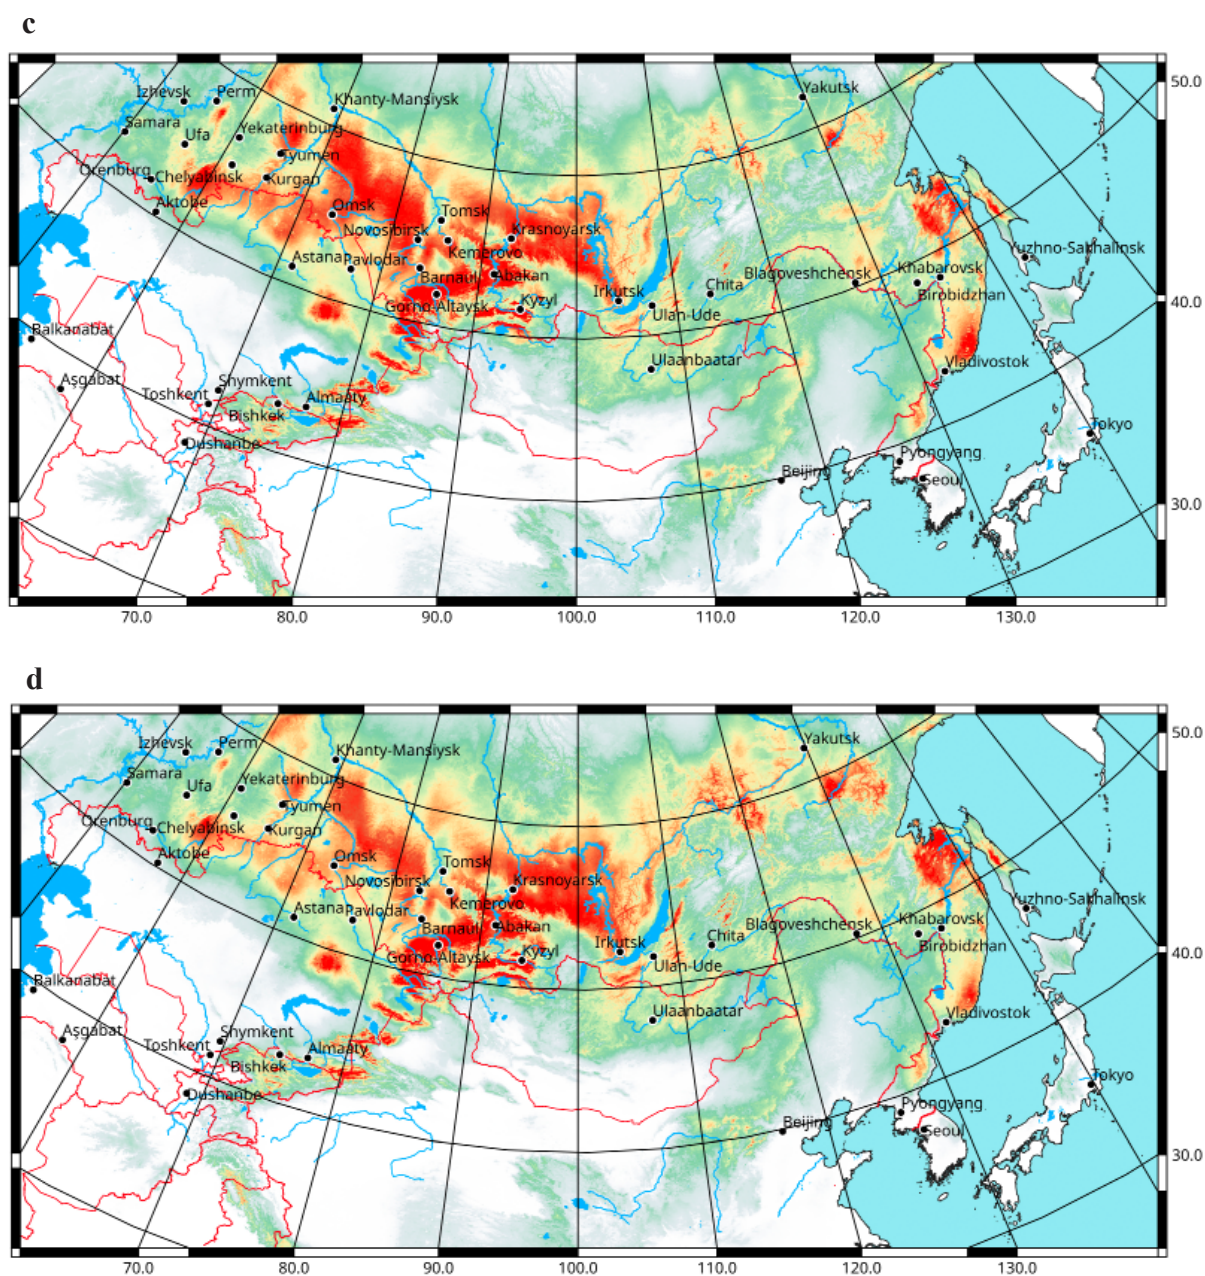 c
50.0
Yakutsk
Izhevsk Perm
Khanty-Mansiysk
Samara
Yekaterinburg
Ufa
Tyumen
Orenburg
Chelyabinsk Kurgan
Aktobe
Omsk Tomsk
Novosibirsk Krasnoyarsk
Yuzhno-Sakhalinsk
Astana Pavlodar Kemerovo
Barnaul Abakan
Blagoveshchensk Khabarovsk
Irkutsk Chita Birobidzhan
Gorno-Altaysk Kyzyl
40.0
Ulan-Ude
Balkanabat
Ulaanbaatar Vladivostok
Aşgabat Shymkent
Toshkent Almaaty
Bishkek
Tokyo
Dushanbe
Pyongyang
Beijing
Seoul
30.0
70.0 80.0 90.0 100.0 110.0 120.0 130.0
d
50.0
Yakutsk
Izhevsk Perm
Khanty-Mansiysk
Samara
Yekaterinburg
Ufa
Tyumen
Orenburg
Chelyabinsk Kurgan
Aktobe
Omsk Tomsk
Novosibirsk Krasnoyarsk
Yuzhno-Sakhalinsk
Astana Pavlodar Kemerovo
Barnaul Abakan
Blagoveshchensk Khabarovsk
Irkutsk Chita Birobidzhan
Gorno-Altaysk Kyzyl
40.0
Ulan-Ude
Balkanabat
Ulaanbaatar Vladivostok
Aşgabat Shymkent
Toshkent Almaaty
Bishkek
Tokyo
Dushanbe
Pyongyang
Beijing
Seoul
30.0
70.0 80.0 90.0 100.0 110.0 120.0 130.0